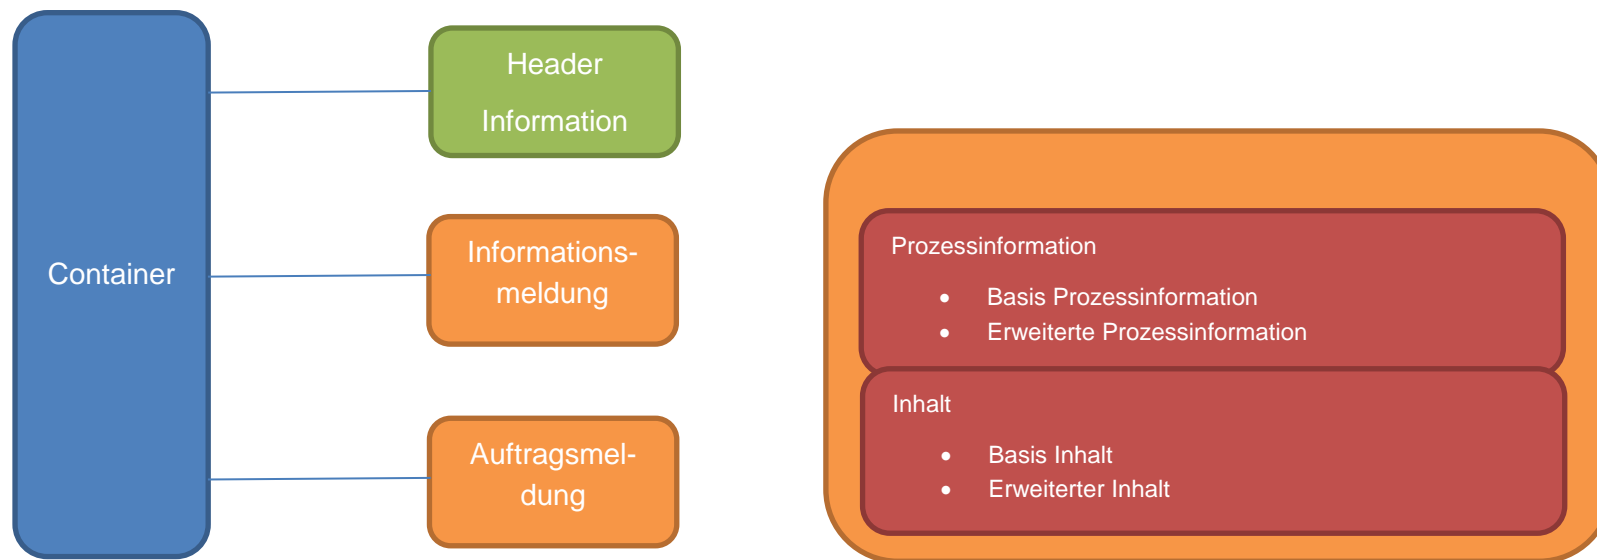 Container
Header
Information
Informations-
meldung
Auftragsmel-
dung
Prozessinformation
• Basis Prozessinformation
• Erweiterte Prozessinformation
Inhalt
• Basis Inhalt
• Erweiterter Inhalt